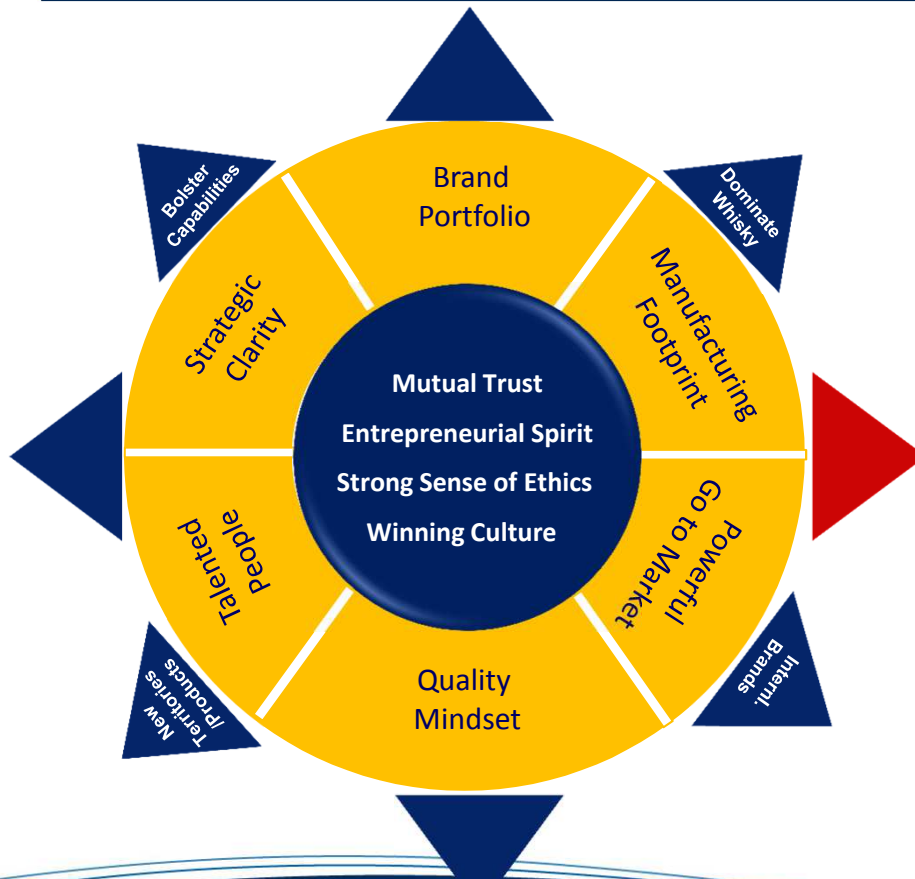 Brand
Portfolio
Dominate
Whisky
Manufacturing
Footprint
Powerful
Go to Market
Internl.
Brands
Quality
Mindset
New
Territories
/Products
Talented
People
Strategic
Clarity
Bolster
Capabilities
Mutual Trust
Entrepreneurial Spirit
Strong Sense of Ethics
Winning Culture